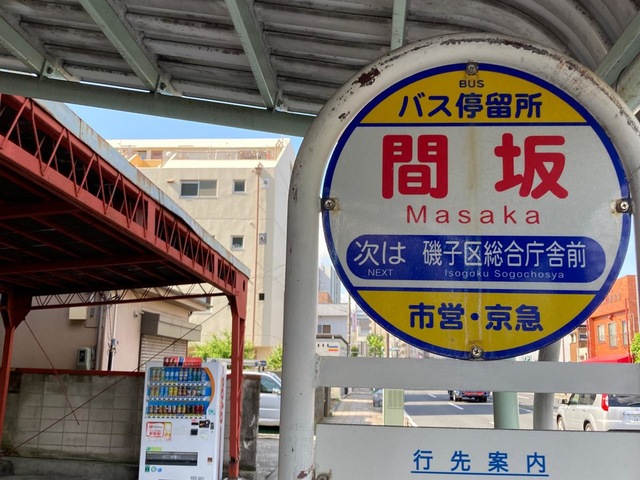 BUS
バス停留所
間坂
Masaka
次は 磯子区総合庁舎前
NEXT Isogoku Sogochosya
市営・京急
行先案内